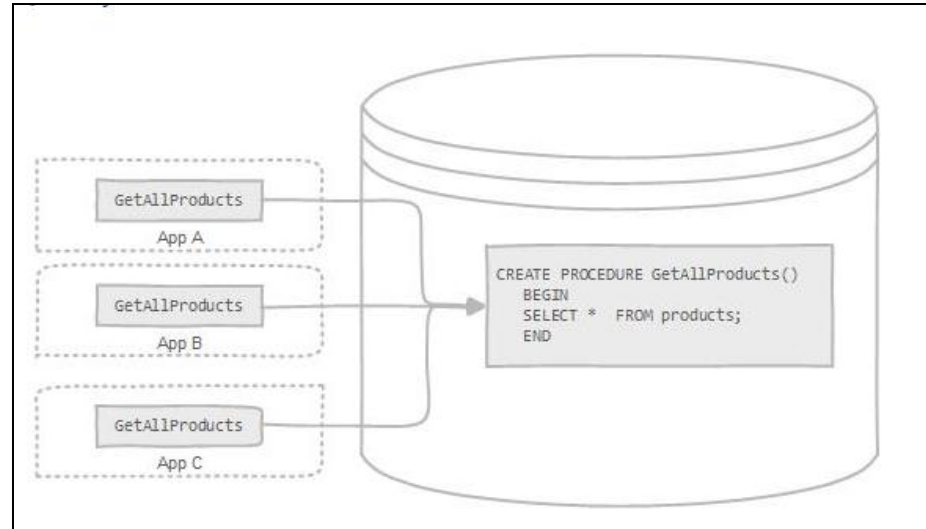 GetAllProducts
App A
GetAllProducts
App B
GetAllProducts
App C
CREATE PROCEDURE GetAllProducts()
BEGIN
SELECT *  FROM products;
END